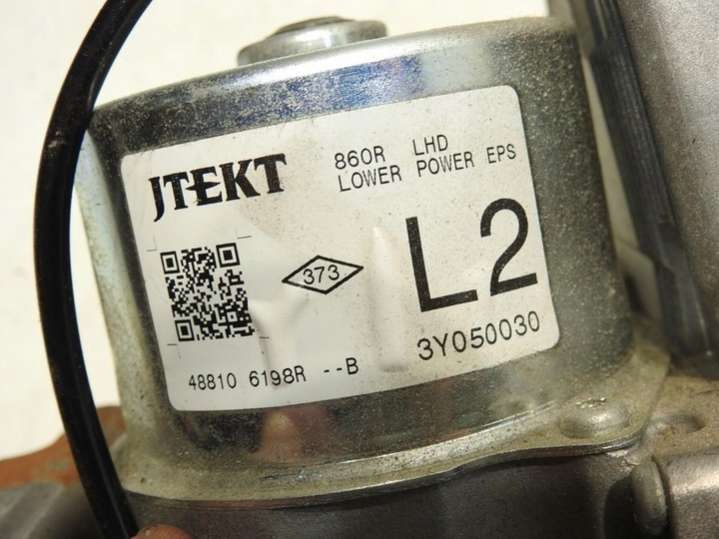 JTEKT
860R LHD
LOWER POWER EPS
373
L2
3Y050030
48810 6198R --B